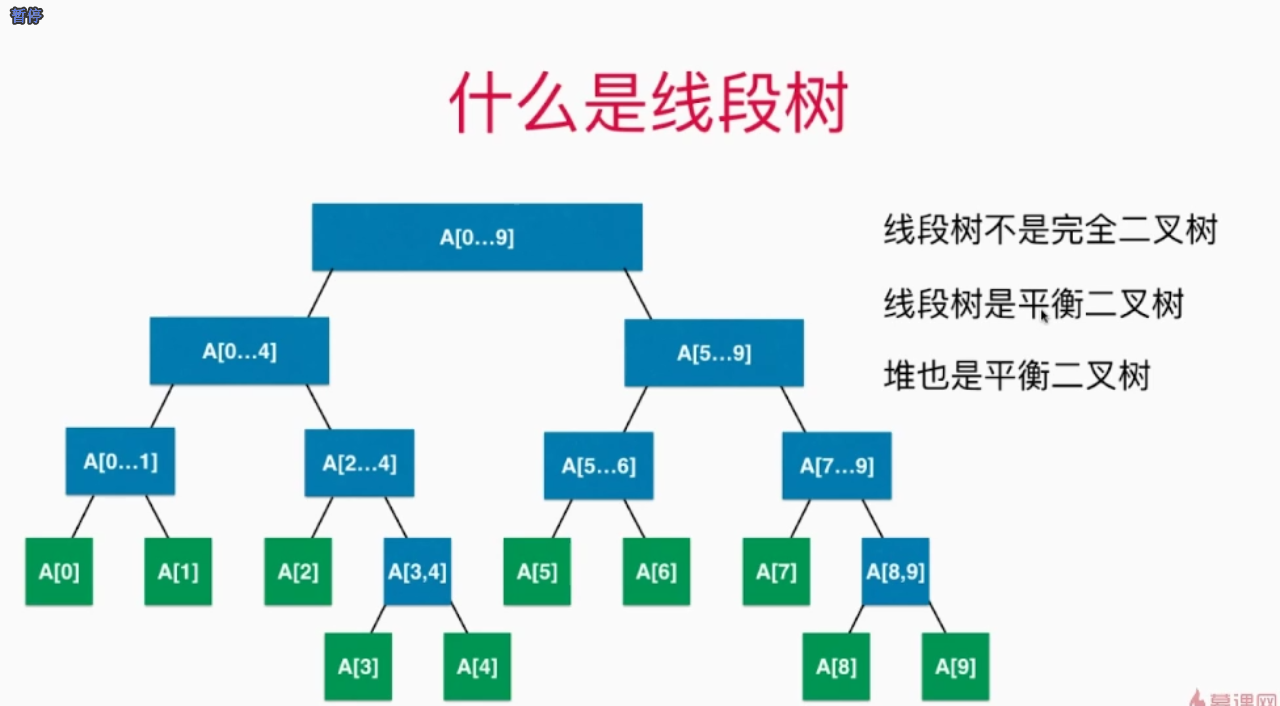 暂停
什么是线段树
A[0...9]
线段树不是完全二叉树
线段树是平衡二叉树
堆也是平衡二叉树
A[0...4]
A[5...9]
A[0...1]
A[2...4]
A[5...6]
A[7...9]
A[0]
A[1]
A[2]
A[3,4]
A[5]
A[6]
A[7]
A[8,9]
A[3]
A[4]
A[8]
A[9]
慕课网